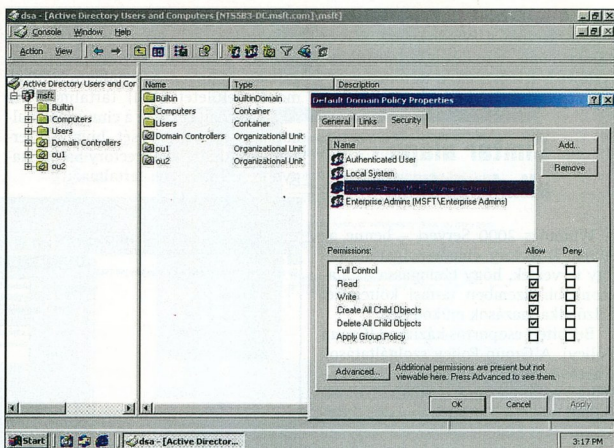 dsa - [Active Directory Users and Computers [NTS5B3-DC.msft.com]\msft]
Console Window Help
Action View
Active Directory Users and Cor
msft
Builtin
Computers
Users
Domain Controllers
ou1
ou2
Name Type Description
Builtin builtinDomain
Computers Container
Users Container
Domain Controllers Organizational Unit
ou1 Organizational Unit
ou2 Organizational Unit
Default Domain Policy Properties
General Links Security
Name
Authenticated User
Local System
Enterprise Admins (MSFT\Enterprise Admins)
Add...
Remove
Permissions: Allow Deny
Full Control
Read
Write
Create All Child Objects
Delete All Child Objects
Apply Group Policy
Advanced... Additional permissions are present but not
viewable here. Press Advanced to see them.
OK Cancel Apply
Start dsa - [Active Director... 3:17 PM